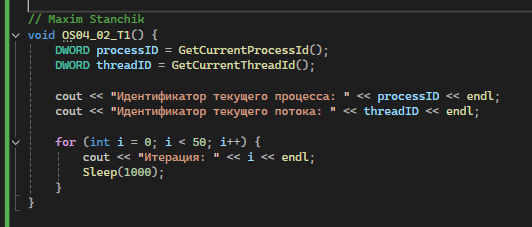 // Maxim Stanchik
void OS04_02_T1() {
DWORD processID = GetCurrentProcessId();
DWORD threadID = GetCurrentThreadId();
cout << "Идентификатор текущего процесса: " << processID << endl;
cout << "Идентификатор текущего потока: " << threadID << endl;
for (int i = 0; i < 50; i++) {
cout << "Итерация: " << i << endl;
Sleep(1000);
}
}